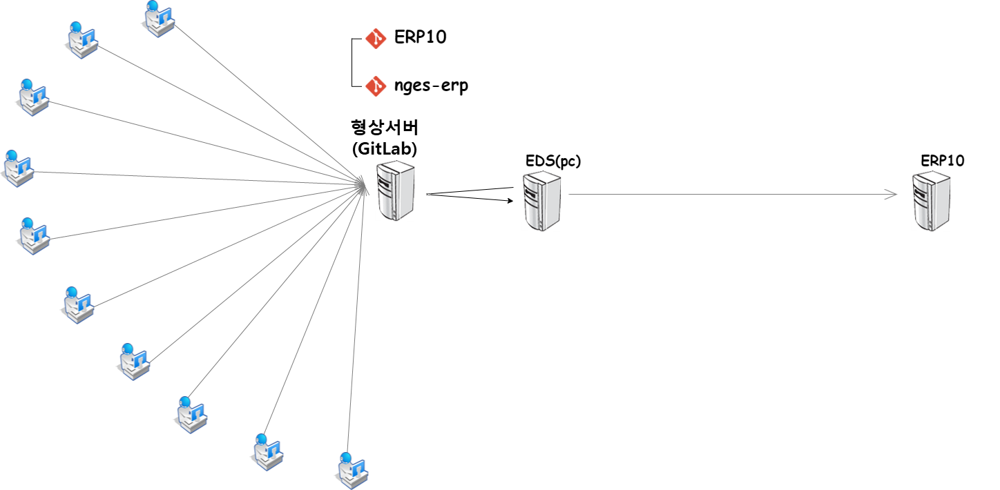 ERP10
nges-erp
형상서버
(GitLab)
EDS(pc)
ERP10